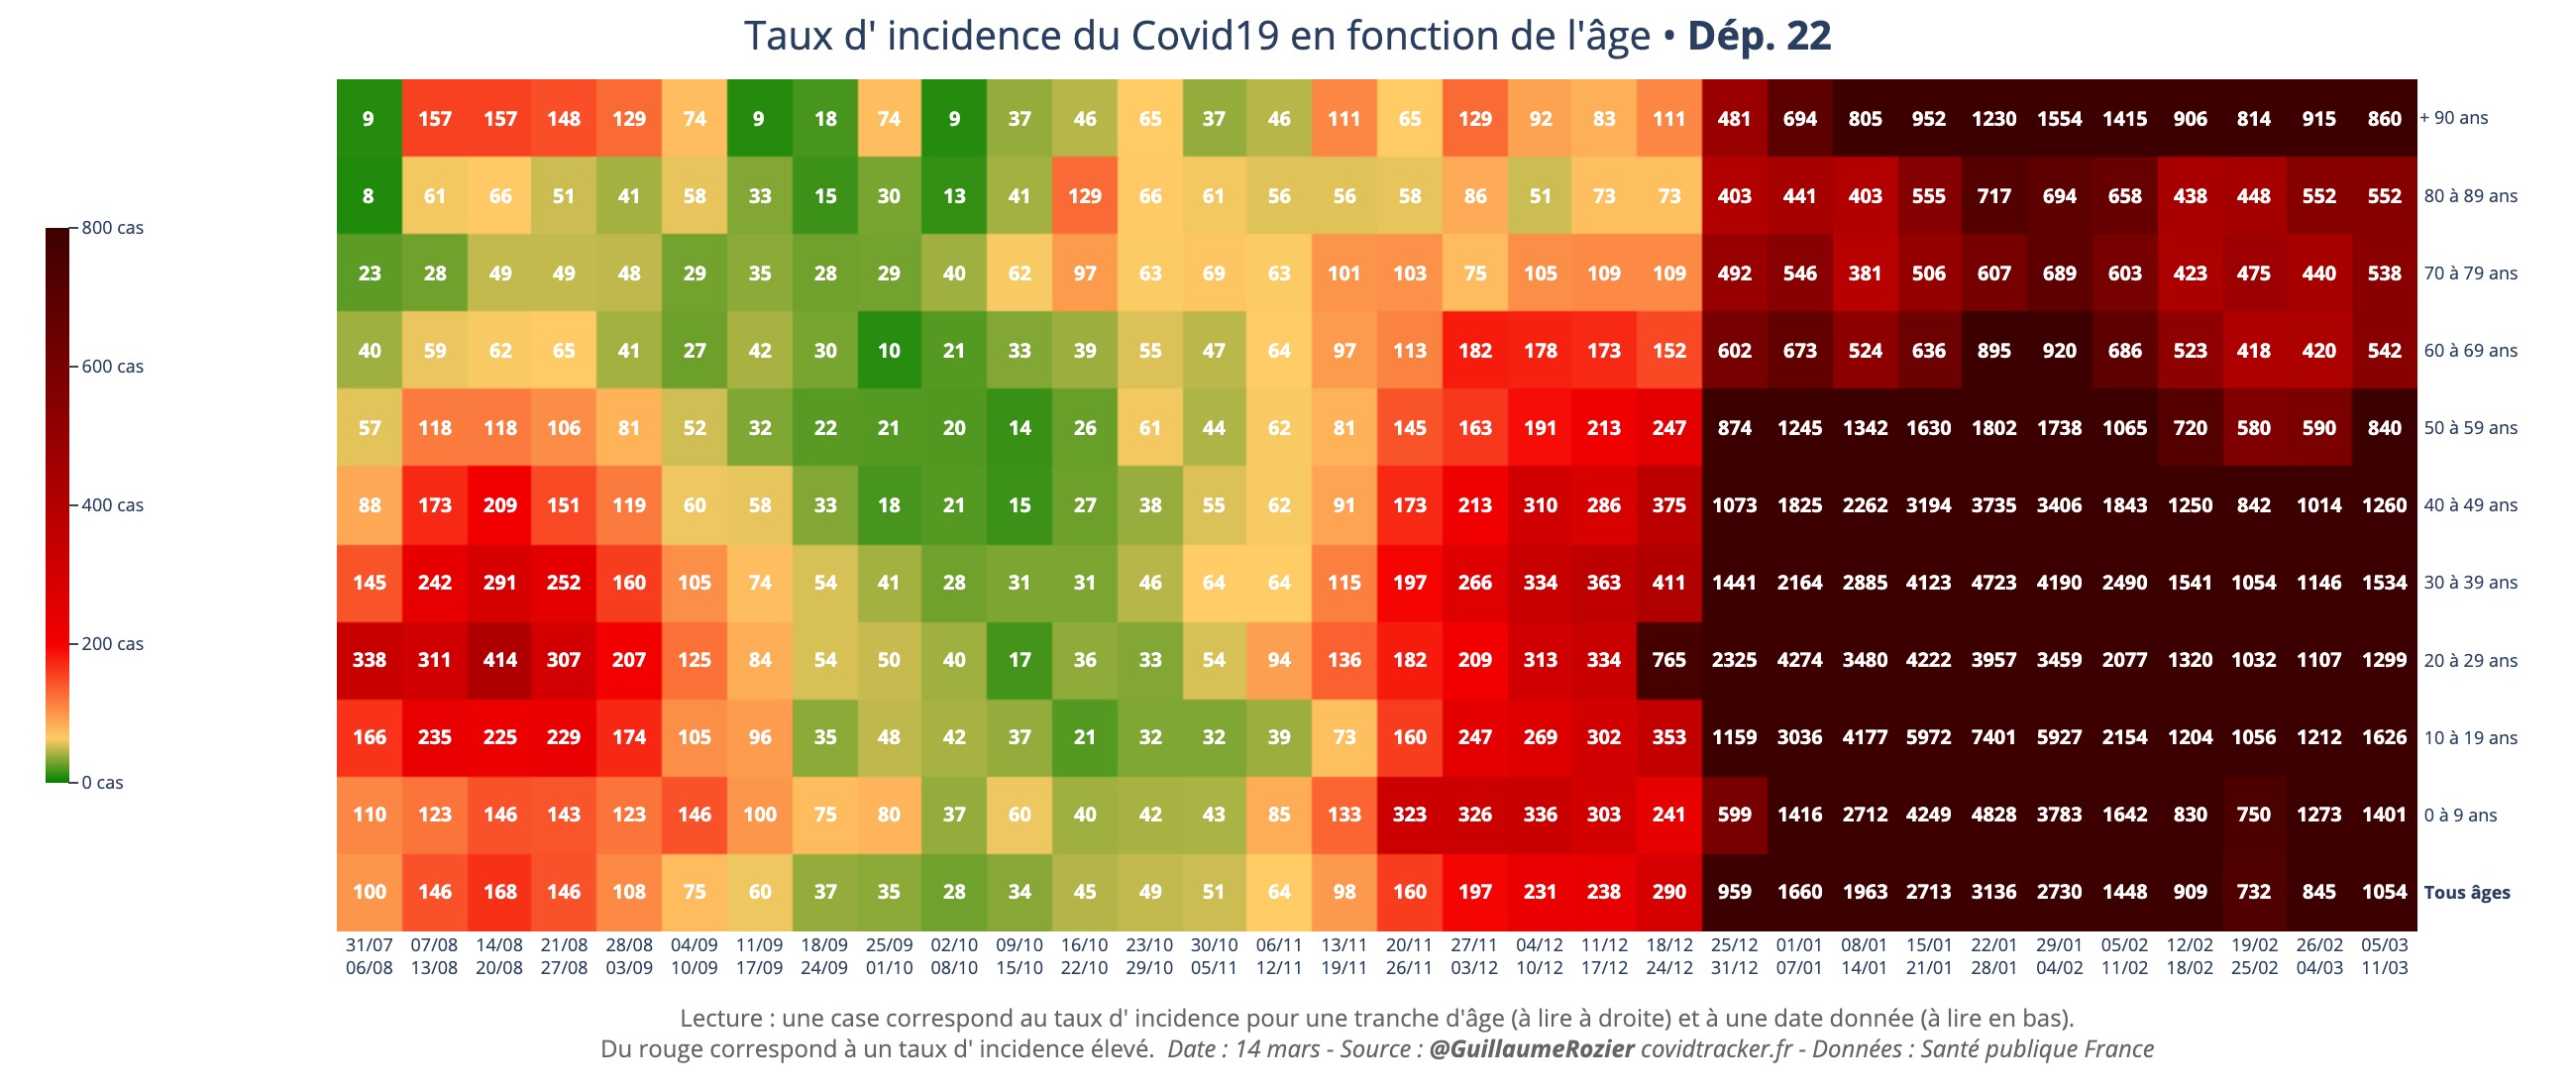 Taux d' incidence du Covid19 en fonction de l'âge • Dép. 22
800 cas
600 cas
400 cas
200 cas
0 cas
9 157 157 148 129 74 9 18 74 9 37 46 65 37 46 111 65 129 92 83 111 481 694 805 952 1230 1554 1415 906 814 915 860 + 90 ans
8 61 66 51 41 58 33 15 30 13 41 129 66 61 56 56 58 86 51 73 73 403 441 403 555 717 694 658 438 448 552 552 80 à 89 ans
23 28 49 49 48 29 35 28 29 40 62 97 63 69 63 101 103 75 105 109 109 492 546 381 506 607 689 603 423 475 440 538 70 à 79 ans
40 59 62 65 41 27 42 30 10 21 33 39 55 47 64 97 113 182 178 173 152 602 673 524 636 895 920 686 523 418 420 542 60 à 69 ans
57 118 118 106 81 52 32 22 21 20 14 26 61 44 62 81 145 163 191 213 247 874 1245 1342 1630 1802 1738 1065 720 580 590 840 50 à 59 ans
88 173 209 151 119 60 58 33 18 21 15 27 38 55 62 91 173 213 310 286 375 1073 1825 2262 3194 3735 3406 1843 1250 842 1014 1260 40 à 49 ans
145 242 291 252 160 105 74 54 41 28 31 31 46 64 64 115 197 266 334 363 411 1441 2164 2885 4123 4723 4190 2490 1541 1054 1146 1534 30 à 39 ans
338 311 414 307 207 125 84 54 50 40 17 36 33 54 94 136 182 209 313 334 765 2325 4274 3480 4222 3957 3459 2077 1320 1032 1107 1299 20 à 29 ans
166 235 225 229 174 105 96 35 48 42 37 21 32 32 39 73 160 247 269 302 353 1159 3036 4177 5972 7401 5927 2154 1204 1056 1212 1626 10 à 19 ans
110 123 146 143 123 146 100 75 80 37 60 40 42 43 85 133 323 326 336 303 241 599 1416 2712 4249 4828 3783 1642 830 750 1273 1401 0 à 9 ans
100 146 168 146 108 75 60 37 35 28 34 45 49 51 64 98 160 197 231 238 290 959 1660 1963 2713 3136 2730 1448 909 732 845 1054 Tous âges
31/07 07/08 14/08 21/08 28/08 04/09 11/09 18/09 25/09 02/10 09/10 16/10 23/10 30/10 06/11 13/11 20/11 27/11 04/12 11/12 18/12 25/12 01/01 08/01 15/01 22/01 29/01 05/02 12/02 19/02 26/02 05/03
06/08 13/08 20/08 27/08 03/09 10/09 17/09 24/09 01/10 08/10 15/10 22/10 29/10 05/11 12/11 19/11 26/11 03/12 10/12 17/12 24/12 31/12 07/01 14/01 21/01 28/01 04/02 11/02 18/02 25/02 04/03 11/03
Lecture : une case correspond au taux d' incidence pour une tranche d'âge (à lire à droite) et à une date donnée (à lire en bas).
Du rouge correspond à un taux d' incidence élevé. Date : 14 mars - Source : @GuillaumeRozier covidtracker.fr - Données : Santé publique France